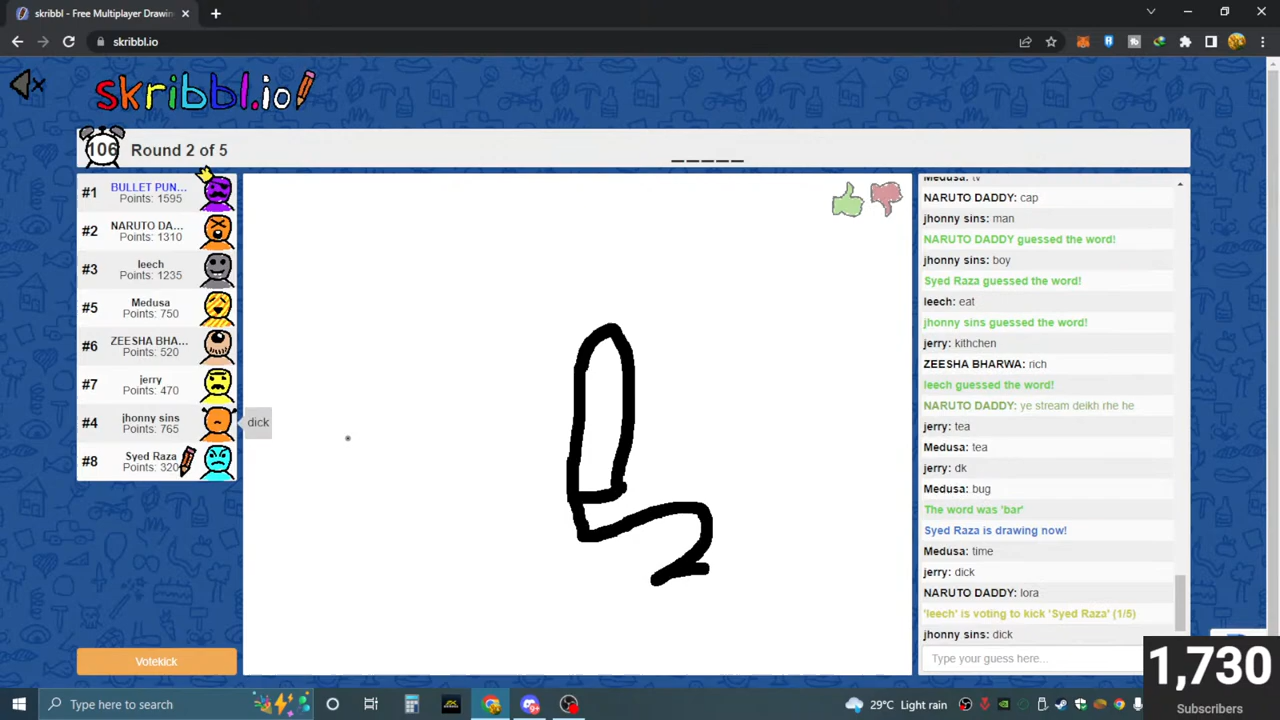 skribbl - Free Multiplayer Drawin
skribbl.io
skribbl.io
106
Round 2 of 5
_ _ _ _ _
#1 BULLET PUN...
Points: 1595
#2 NARUTO DA...
Points: 1310
#3 leech
Points: 1235
#5 Medusa
Points: 750
#6 ZEESHA BHA...
Points: 520
#7 jerry
Points: 470
#4 jhonny sins
Points: 765
dick
#8 Syed Raza
Points: 320
Votekick
Medusa: tv
NARUTO DADDY: cap
jhonny sins: man
NARUTO DADDY guessed the word!
jhonny sins: boy
Syed Raza guessed the word!
leech: eat
jhonny sins guessed the word!
jerry: kithchen
ZEESHA BHARWA: rich
leech guessed the word!
NARUTO DADDY: ye stream deikh rhe he
jerry: tea
Medusa: tea
jerry: dk
Medusa: bug
The word was 'bar'
Syed Raza is drawing now!
Medusa: time
jerry: dick
NARUTO DADDY: lora
'leech' is voting to kick 'Syed Raza' (1/5)
jhonny sins: dick
Type your guess here...
1,730
Subscribers
Type here to search
29°C Light rain